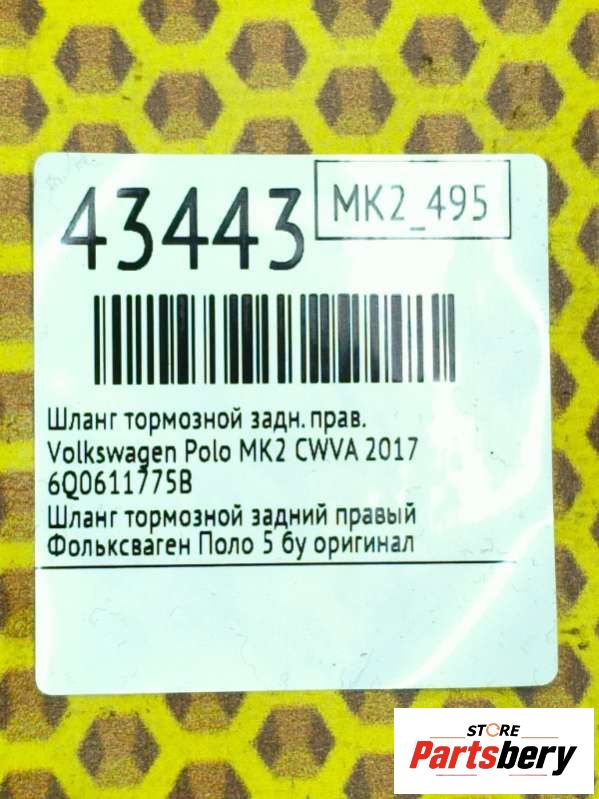 43443
MK2_495
Шланг тормозной задн. прав.
Volkswagen Polo MK2 CWVA 2017
6Q0611775B
Шланг тормозной задний правый
Фольксваген Поло 5 бу оригинал
STORE
Partsbery